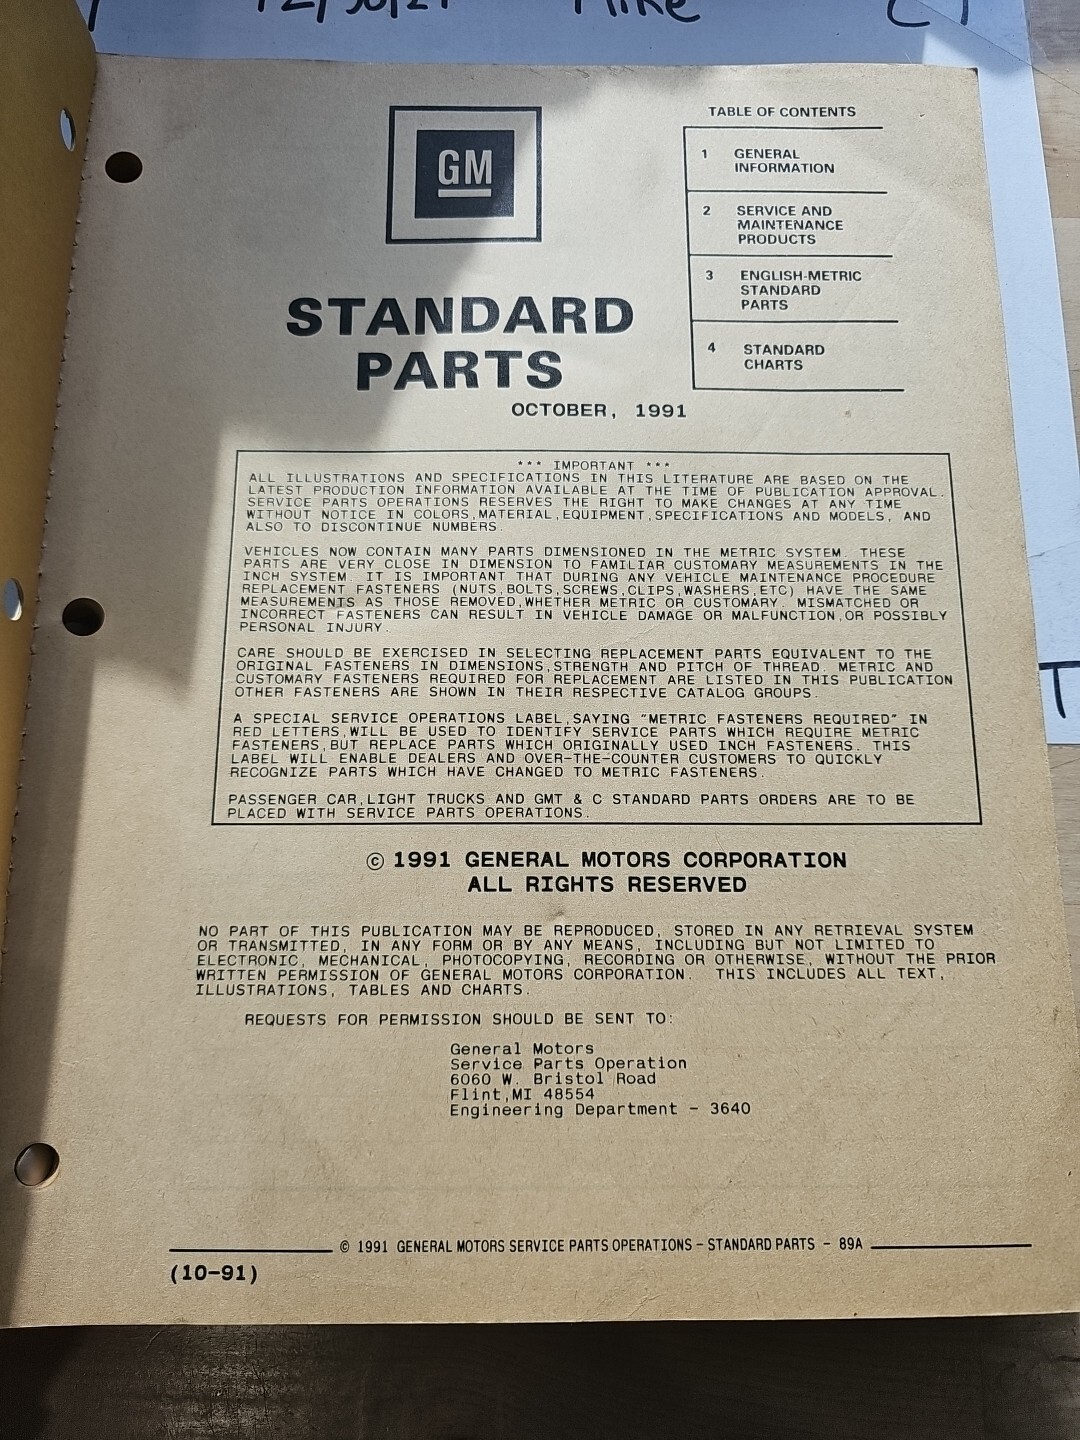 Mike
GM
STANDARD
PARTS
OCTOBER, 1991
TABLE OF CONTENTS
1 GENERAL
INFORMATION
2 SERVICE AND
MAINTENANCE
PRODUCTS
3 ENGLISH-METRIC
STANDARD
PARTS
4 STANDARD
CHARTS
*** IMPORTANT ***
ALL ILLUSTRATIONS AND SPECIFICATIONS IN THIS LITERATURE ARE BASED ON THE
LATEST PRODUCTION INFORMATION AVAILABLE AT THE TIME OF PUBLICATION APPROVAL.
SERVICE PARTS OPERATIONS RESERVES THE RIGHT TO MAKE CHANGES AT ANY TIME
WITHOUT NOTICE IN COLORS,MATERIAL,EQUIPMENT,SPECIFICATIONS AND MODELS, AND
ALSO TO DISCONTINUE NUMBERS.
VEHICLES NOW CONTAIN MANY PARTS DIMENSIONED IN THE METRIC SYSTEM. THESE
PARTS ARE VERY CLOSE IN DIMENSION TO FAMILIAR CUSTOMARY MEASUREMENTS IN THE
INCH SYSTEM. IT IS IMPORTANT THAT DURING ANY VEHICLE MAINTENANCE PROCEDURE
REPLACEMENT FASTENERS (NUTS,BOLTS,SCREWS,CLIPS,WASHERS,ETC) HAVE THE SAME
MEASUREMENTS AS THOSE REMOVED,WHETHER METRIC OR CUSTOMARY. MISMATCHED OR
INCORRECT FASTENERS CAN RESULT IN VEHICLE DAMAGE OR MALFUNCTION,OR POSSIBLY
PERSONAL INJURY.
CARE SHOULD BE EXERCISED IN SELECTING REPLACEMENT PARTS EQUIVALENT TO THE
ORIGINAL FASTENERS IN DIMENSIONS,STRENGTH AND PITCH OF THREAD. METRIC AND
CUSTOMARY FASTENERS REQUIRED FOR REPLACEMENT ARE LISTED IN THIS PUBLICATION
OTHER FASTENERS ARE SHOWN IN THEIR RESPECTIVE CATALOG GROUPS.
A SPECIAL SERVICE OPERATIONS LABEL,SAYING "METRIC FASTENERS REQUIRED" IN
RED LETTERS,WILL BE USED TO IDENTIFY SERVICE PARTS WHICH REQUIRE METRIC
FASTENERS,BUT REPLACE PARTS WHICH ORIGINALLY USED INCH FASTENERS. THIS
LABEL WILL ENABLE DEALERS AND OVER-THE-COUNTER CUSTOMERS TO QUICKLY
RECOGNIZE PARTS WHICH HAVE CHANGED TO METRIC FASTENERS.
PASSENGER CAR,LIGHT TRUCKS AND GMT & C STANDARD PARTS ORDERS ARE TO BE
PLACED WITH SERVICE PARTS OPERATIONS.
© 1991 GENERAL MOTORS CORPORATION
ALL RIGHTS RESERVED
NO PART OF THIS PUBLICATION MAY BE REPRODUCED, STORED IN ANY RETRIEVAL SYSTEM
OR TRANSMITTED, IN ANY FORM OR BY ANY MEANS, INCLUDING BUT NOT LIMITED TO
ELECTRONIC, MECHANICAL, PHOTOCOPYING, RECORDING OR OTHERWISE, WITHOUT THE PRIOR
WRITTEN PERMISSION OF GENERAL MOTORS CORPORATION. THIS INCLUDES ALL TEXT,
ILLUSTRATIONS, TABLES AND CHARTS.
REQUESTS FOR PERMISSION SHOULD BE SENT TO:
General Motors
Service Parts Operation
6060 W. Bristol Road
Flint,MI 48554
Engineering Department - 3640
© 1991 GENERAL MOTORS SERVICE PARTS OPERATIONS - STANDARD PARTS - 89A
(10-91)